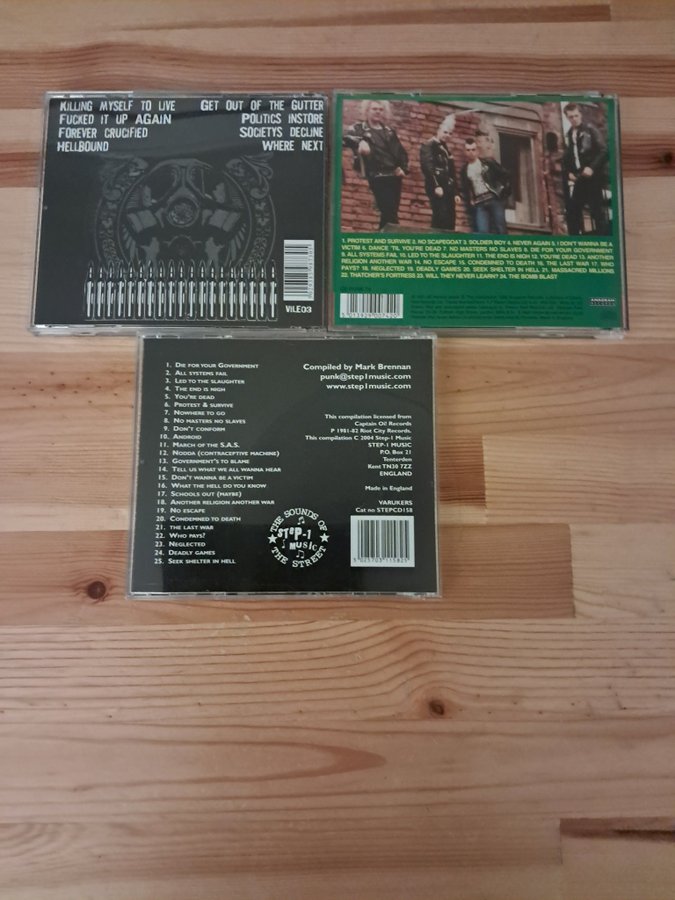 KILLING MYSELF TO LIVE
FUCKED IT UP AGAIN
FOREVER CRUCIFIED
HELLBOUND
GET OUT OF THE GUTTER
POLITICS INSTORE
SOCIETYS DECLINE
WHERE NEXT
VILE03
1. PROTEST AND SURVIVE 2. NO SCAPEGOAT 3. SOLDIER BOY 4. NEVER AGAIN 5. I DON'T WANNA BE A
VICTIM 6. DANCE 'TIL YOU'RE DEAD 7. NO MASTERS NO SLAVES 8. DIE FOR YOUR GOVERNMENT
9. ALL SYSTEMS FAIL 10. LED TO THE SLAUGHTER 11. THE END IS NIGH 12. YOU'RE DEAD 13. ANOTHER
RELIGION ANOTHER WAR 14. NO ESCAPE 15. CONDEMNED TO DEATH 16. THE LAST WAR 17. WHO
PAYS? 18. NEGLECTED 19. DEADLY GAMES 20. SEEK SHELTER IN HELL 21. MASSACRED MILLIONS
22. THATCHER'S FORTRESS 23. WILL THEY NEVER LEARN? 24. THE BOMB BLAST
ANAGRAM
1. DIE FOR YOUR GOVERNMENT
2. ALL SYSTEMS FAIL
3. LED TO THE SLAUGHTER
4. THE END IS NIGH
5. YOU'RE DEAD
6. PROTEST & SURVIVE
7. NOWHERE TO GO
8. NO MASTERS NO SLAVES
9. DON'T CONFORM
10. ANDROID
11. MARCH OF THE S.A.S.
12. NODDA (CONTRACEPTIVE MACHINE)
13. GOVERNMENT'S TO BLAME
14. TELL US WHAT WE ALL WANNA HEAR
15. DON'T WANNA BE A VICTIM
16. WHAT THE HELL DO YOU KNOW
17. SCHOOLS OUT (MAYBE)
18. ANOTHER RELIGION ANOTHER WAR
19. NO ESCAPE
20. CONDEMNED TO DEATH
21. THE LAST WAR
22. WHO PAYS?
23. NEGLECTED
24. DEADLY GAMES
25. SEEK SHELTER IN HELL
Compiled by Mark Brennan
punk@step1music.com
www.step1music.com
This compilation licensed from
Captain Oi! Records
P 1981-82 Riot City Records.
This compilation C 2004 Step-1 Music
STEP-1 MUSIC
P.O. Box 21
Tenterden
Kent TN30 7ZZ
ENGLAND
Made in England
VARUKERS
Cat no STEPCD158
THE SOUNDS OF
STEP-1
MUSIC
THE STREET
5 023703 115825